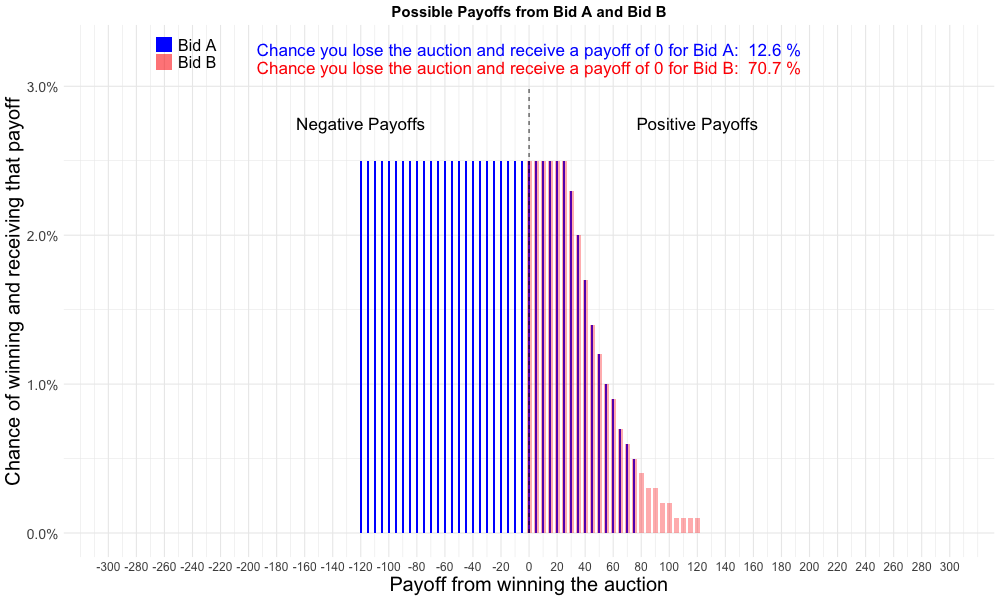 Possible Payoffs from Bid A and Bid B
Bid A
Bid B
Chance you lose the auction and receive a payoff of 0 for Bid A: 12.6 %
Chance you lose the auction and receive a payoff of 0 for Bid B: 70.7 %
Negative Payoffs
Positive Payoffs
Chance of winning and receiving that payoff
3.0%
2.0%
1.0%
0.0%
-300 -280 -260 -240 -220 -200 -180 -160 -140 -120 -100 -80 -60 -40 -20 0 20 40 60 80 100 120 140 160 180 200 220 240 260 280 300
Payoff from winning the auction